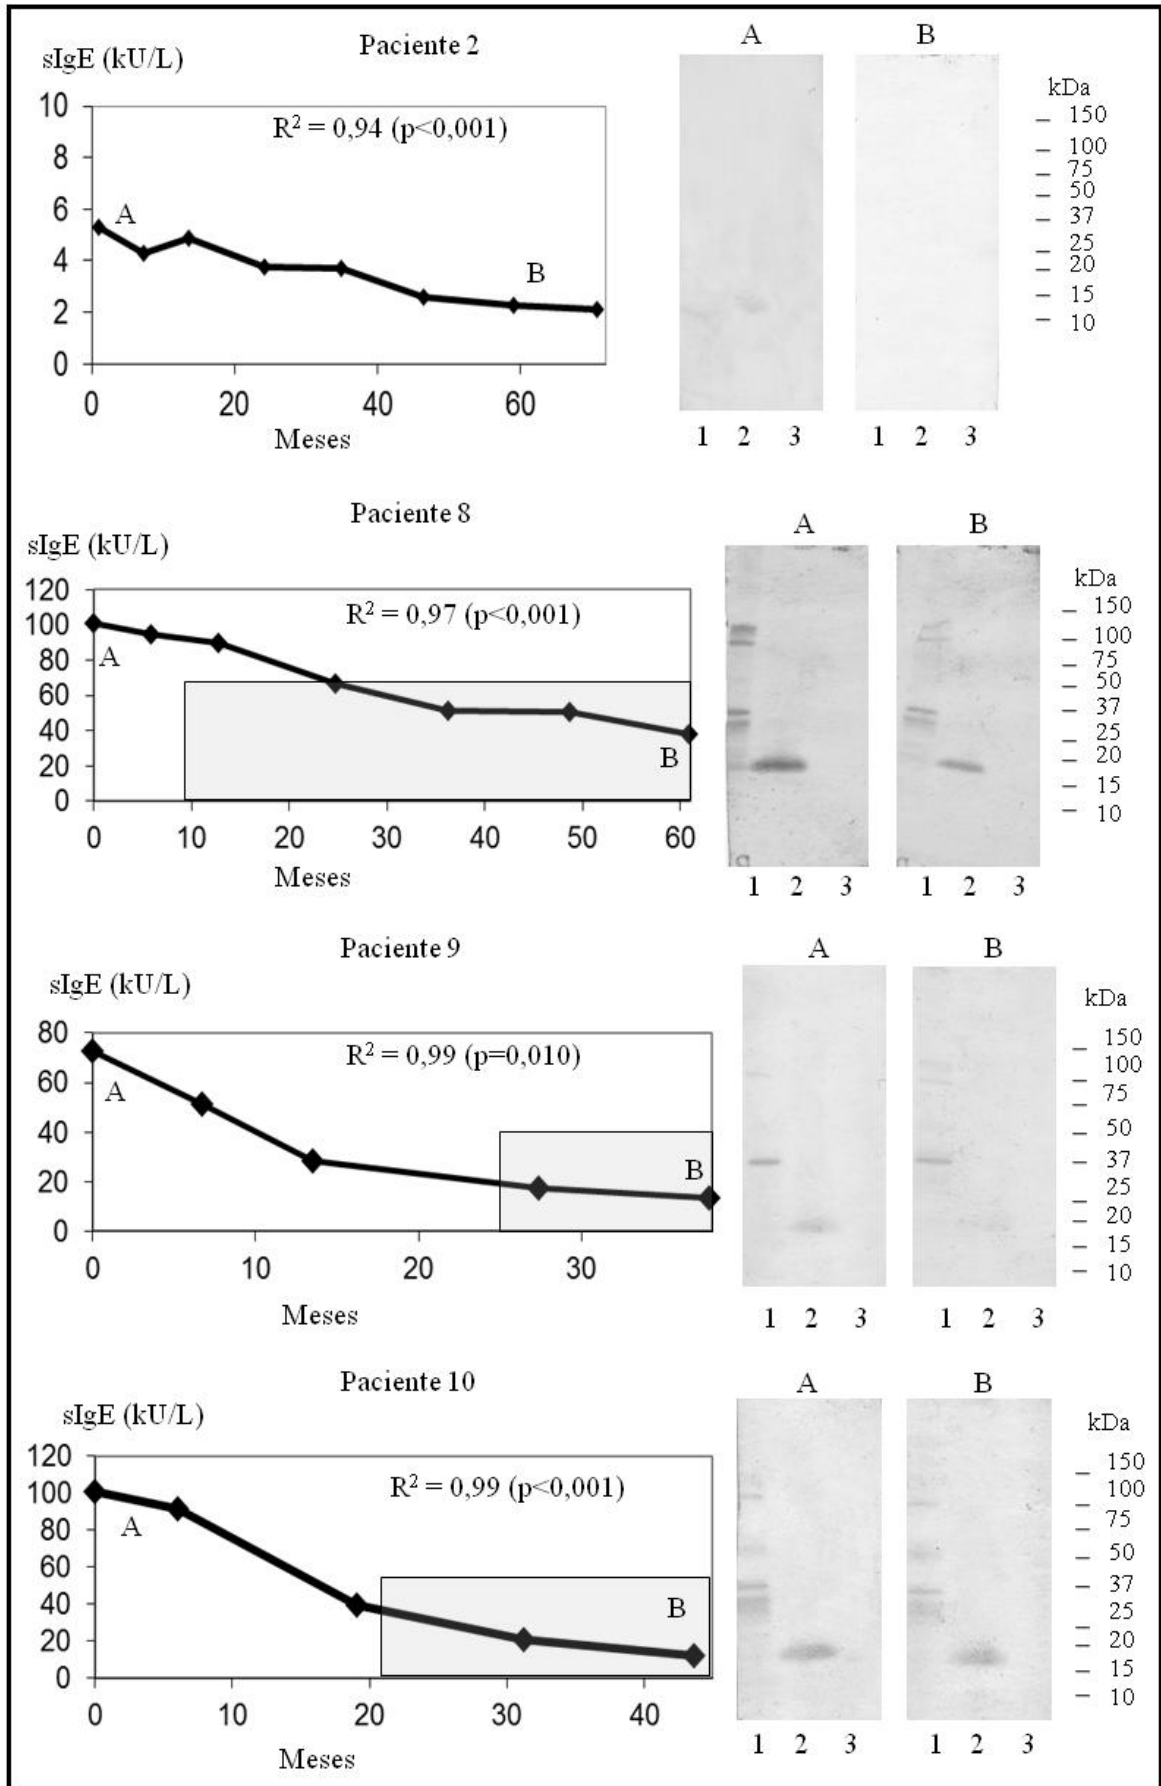 Paciente 2
sIgE (kU/L)
R² = 0,94 (p<0,001)
10
8
6
4
2
0
A
B
0 20 40 60
Meses
A B
kDa
150
100
75
50
37
25
20
15
10
1 2 3 1 2 3
Paciente 8
sIgE (kU/L)
R² = 0,97 (p<0,001)
120
100
80
60
40
20
0
A
B
0 10 20 30 40 50 60
Meses
A B
kDa
150
100
75
50
37
25
20
15
10
1 2 3 1 2 3
Paciente 9
sIgE (kU/L)
R² = 0,99 (p=0,010)
80
60
40
20
0
A
B
0 10 20 30
Meses
A B
kDa
150
100
75
50
37
25
20
15
10
1 2 3 1 2 3
Paciente 10
sIgE (kU/L)
R² = 0,99 (p<0,001)
120
100
80
60
40
20
0
A
B
0 10 20 30 40
Meses
A B
kDa
150
100
75
50
37
25
20
15
10
1 2 3 1 2 3